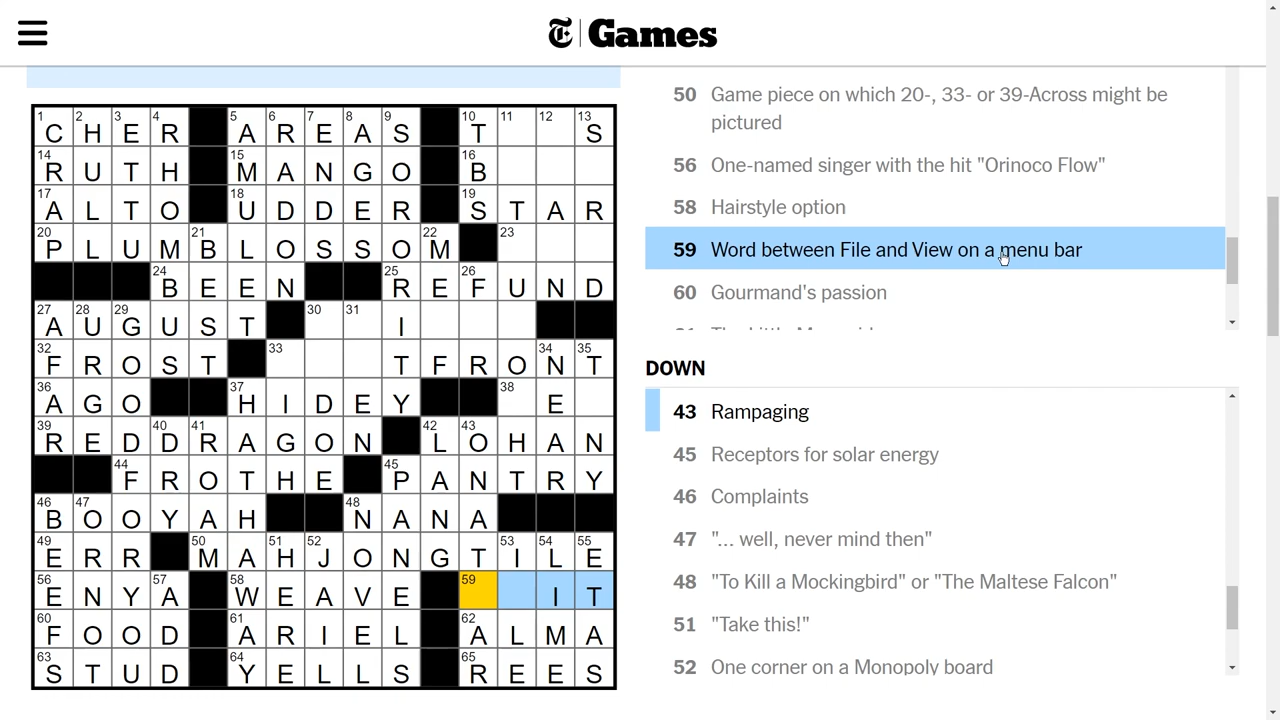 T Games
50 Game piece on which 20-, 33- or 39-Across might be
pictured
56 One-named singer with the hit "Orinoco Flow"
58 Hairstyle option
59 Word between File and View on a menu bar
60 Gourmand's passion
DOWN
43 Rampaging
45 Receptors for solar energy
46 Complaints
47 "... well, never mind then"
48 "To Kill a Mockingbird" or "The Maltese Falcon"
51 "Take this!"
52 One corner on a Monopoly board
1 C 2 H 3 E 4 R 5 A 6 R 7 E 8 A 9 S 10 T 11 12 13 S
14 R U T H 15 M A N G O 16 B
17 A L T O 18 U D D E R 19 S T A R
20 P L U M 21 B L O S S O 22 M 23
24 B E E N 25 R E 26 F U N D
27 A 28 U 29 G U S T 30 31 I
32 F R O S T 33 T F R O 34 N 35 T
36 A G O 37 H I D E Y 38 E
39 R E D 40 D 41 R A G O N 42 L 43 O H A N
44 F R O T H E 45 P A N T R Y
46 B 47 O O Y A H 48 N A N A
49 E R R 50 M A 51 H 52 J O N G T 53 I 54 L 55 E
56 E N Y 57 A 58 W E A V E 59 I T
60 F O O D 61 A R I E L 62 A L M A
63 S T U D 64 Y E L L S 65 R E E S